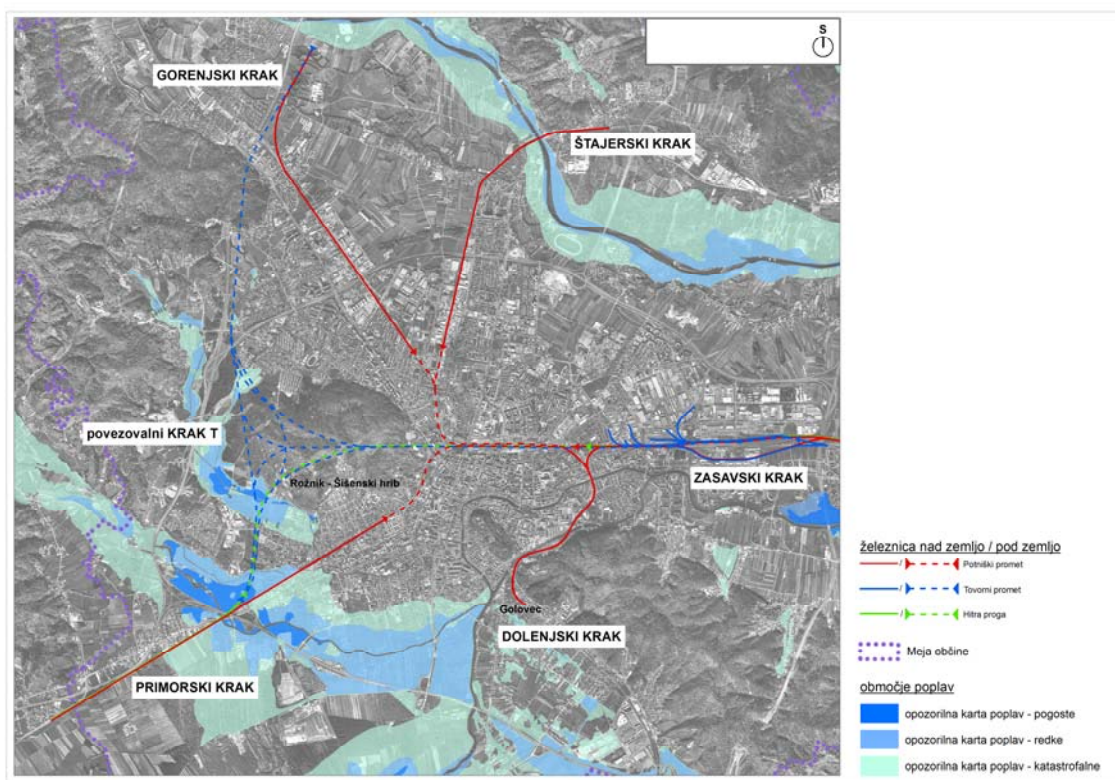 S
GORENJSKI KRAK
ŠTAJERSKI KRAK
povezovalni KRAK T
Rožnik - Šišenski hrib
ZASAVSKI KRAK
Golovec
DOLENJSKI KRAK
PRIMORSKI KRAK
železnica nad zemljo / pod zemljo
/ Potniški promet
/ Tovorni promet
/ Hitra proga
Meja občine
območje poplav
opozorilna karta poplav - pogoste
opozorilna karta poplav - redke
opozorilna karta poplav - katastrofalne